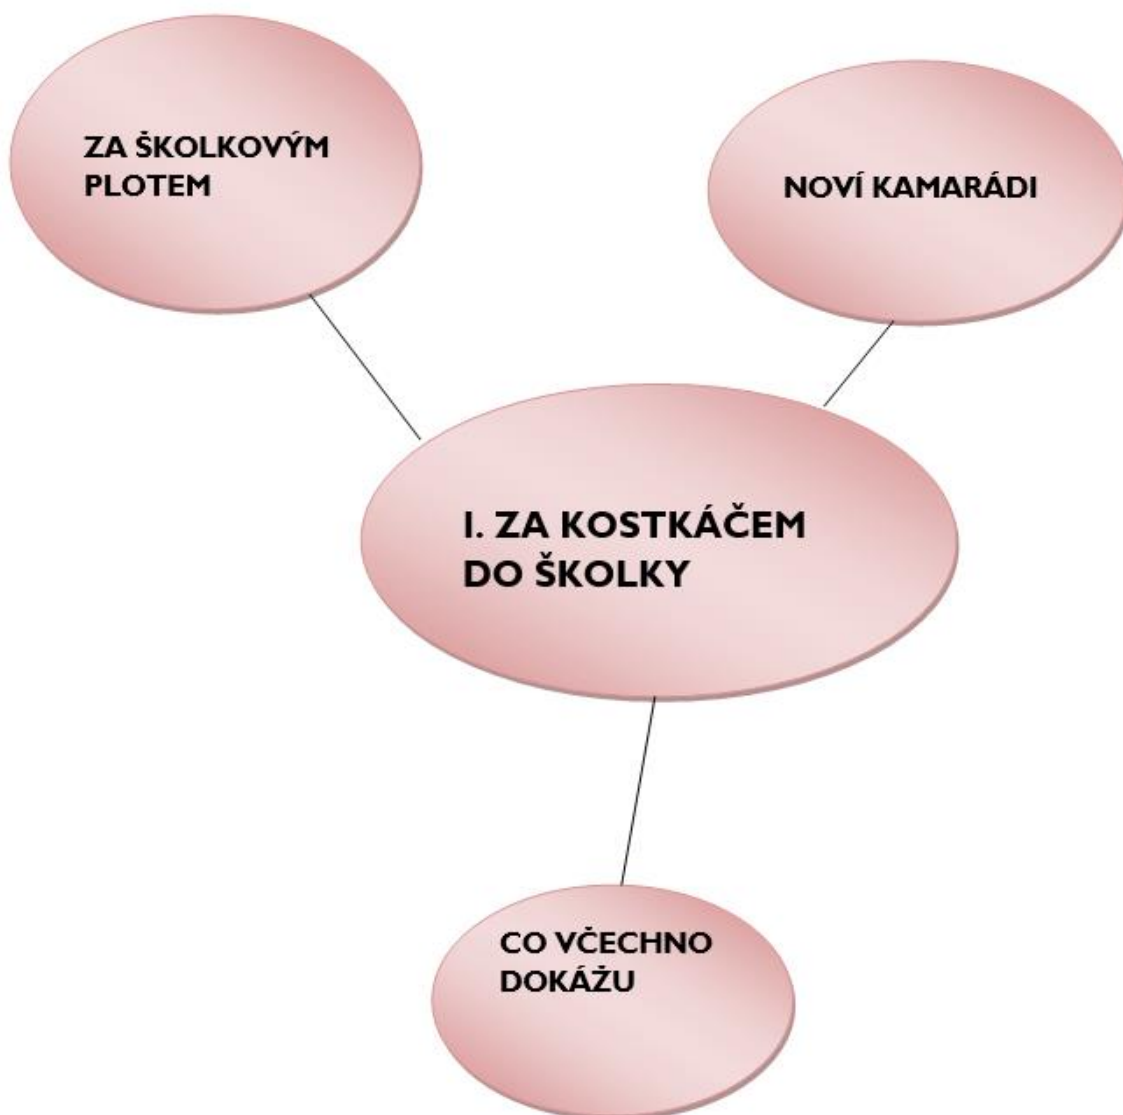 ZA ŠKOLKOVÝM
PLOTEM
NOVÍ KAMARÁDI
I. ZA KOSTKÁČEM
DO ŠKOLKY
CO VČECHNO
DOKÁŽU